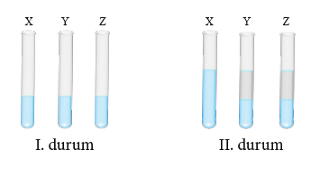 X Y Z X Y Z
I. durum II. durum